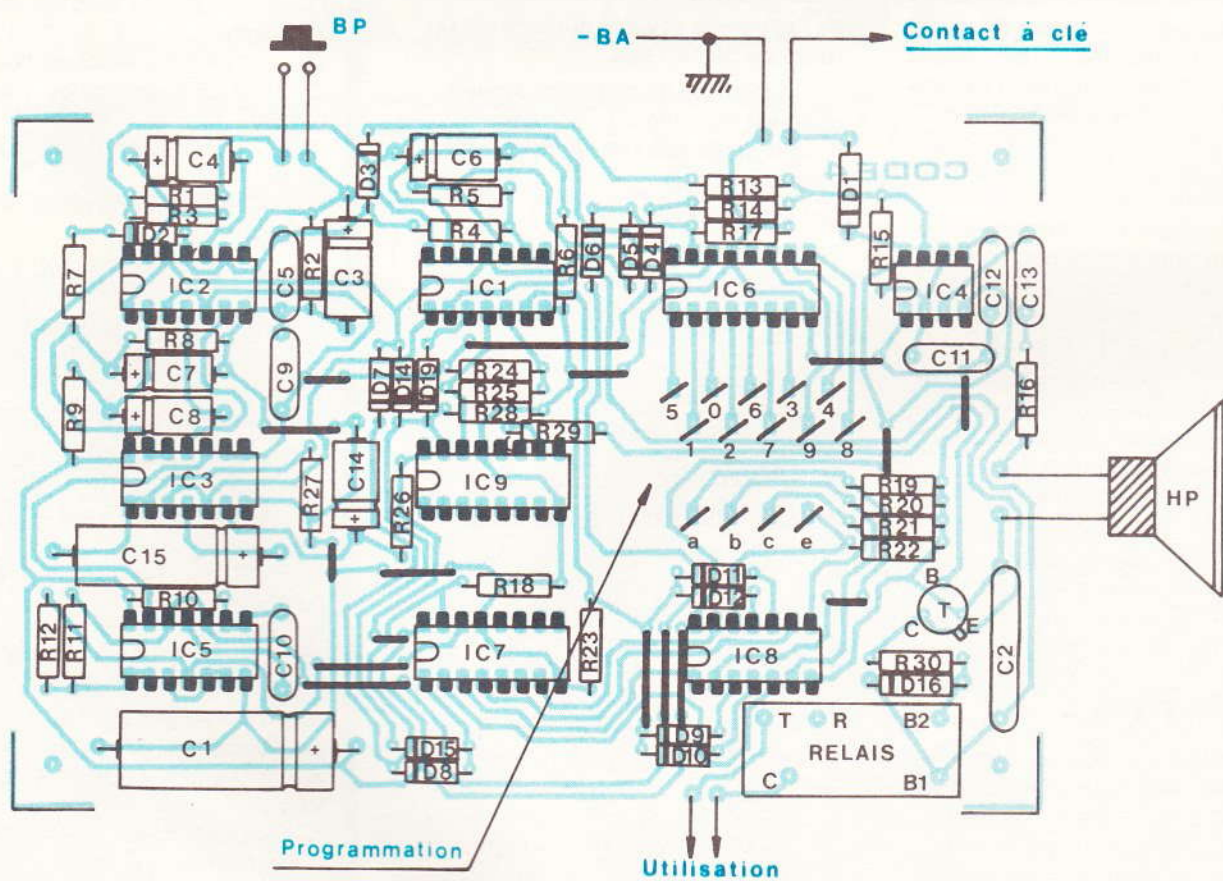 BP
-BA
Contact à clé
CODE4
C4
R1
R3
D2
D3
C6
R5
R4
R13
R14
R17
D1
R15
R7
IC2
C5
R2
C3
IC1
R6
D6
D5
D4
IC6
IC4
C12
C13
R8
C7
C8
R9
C9
D7
D14
D19
R24
R25
R28
R29
C11
R16
5 0 6 3 4
1 2 7 9 8
IC3
R27
C14
R26
IC9
R19
R20
R21
R22
HP
a b c e
C15
R10
R18
D11
D12
B
T
C
E
R12
R11
IC5
C10
IC7
R23
IC8
R30
D16
C2
C1
D15
D8
D9
D10
T R B2
RELAIS
C B1
Programmation
Utilisation